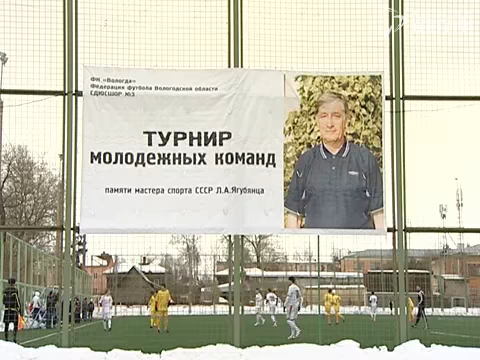 ФК «Вологда»
Федерация футбола Вологодской области
СДЮСШОР №3
ТУРНИР
молодежных команд
памяти мастера спорта СССР Л.А.Ягубянца